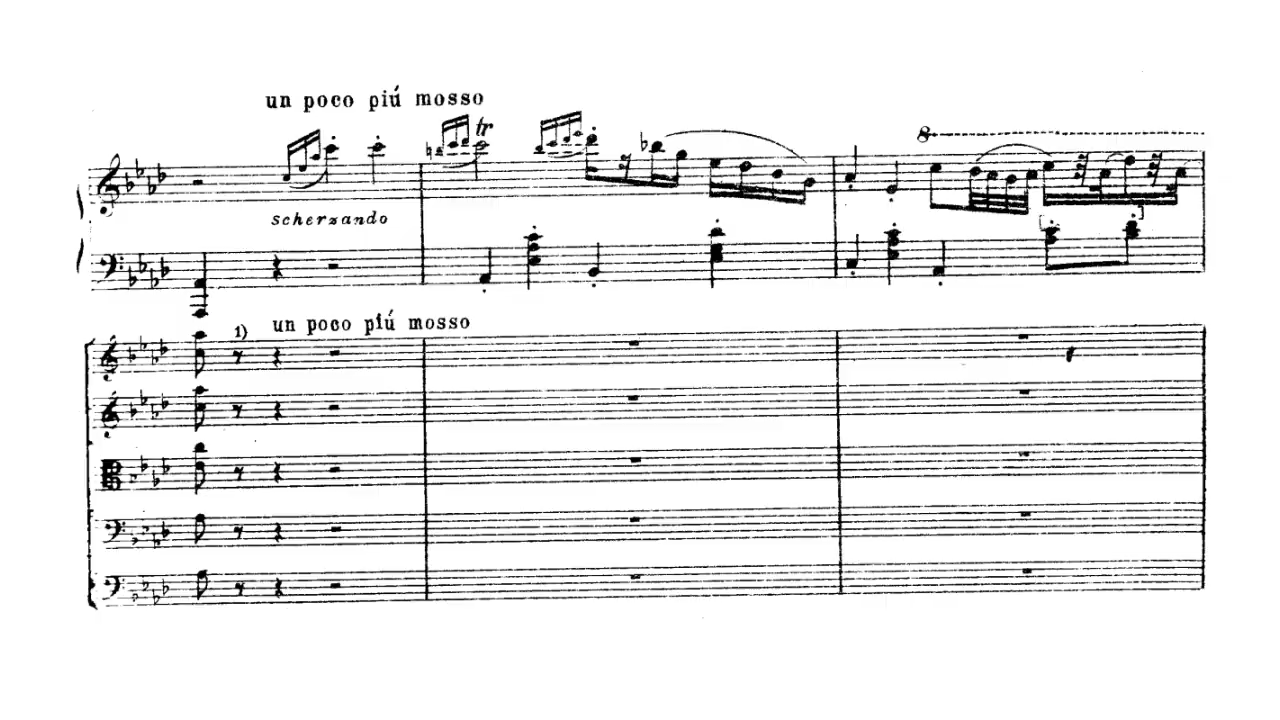 un poco piú mosso
tr
8
scherzando
1) un poco piú mosso